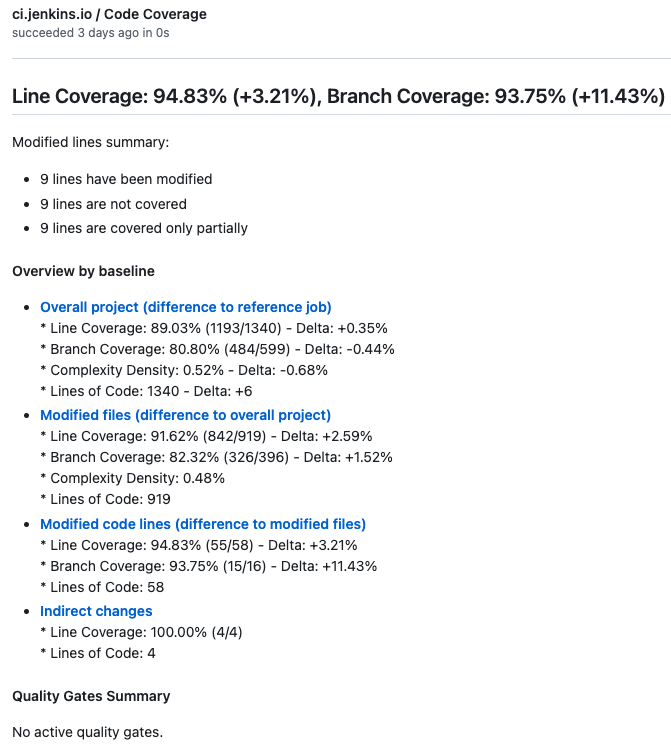 ci.jenkins.io / Code Coverage
succeeded 3 days ago in 0s
Line Coverage: 94.83% (+3.21%), Branch Coverage: 93.75% (+11.43%)
Modified lines summary:
• 9 lines have been modified
• 9 lines are not covered
• 9 lines are covered only partially
Overview by baseline
• Overall project (difference to reference job)
* Line Coverage: 89.03% (1193/1340) - Delta: +0.35%
* Branch Coverage: 80.80% (484/599) - Delta: -0.44%
* Complexity Density: 0.52% - Delta: -0.68%
* Lines of Code: 1340 - Delta: +6
• Modified files (difference to overall project)
* Line Coverage: 91.62% (842/919) - Delta: +2.59%
* Branch Coverage: 82.32% (326/396) - Delta: +1.52%
* Complexity Density: 0.48%
* Lines of Code: 919
• Modified code lines (difference to modified files)
* Line Coverage: 94.83% (55/58) - Delta: +3.21%
* Branch Coverage: 93.75% (15/16) - Delta: +11.43%
* Lines of Code: 58
• Indirect changes
* Line Coverage: 100.00% (4/4)
* Lines of Code: 4
Quality Gates Summary
No active quality gates.